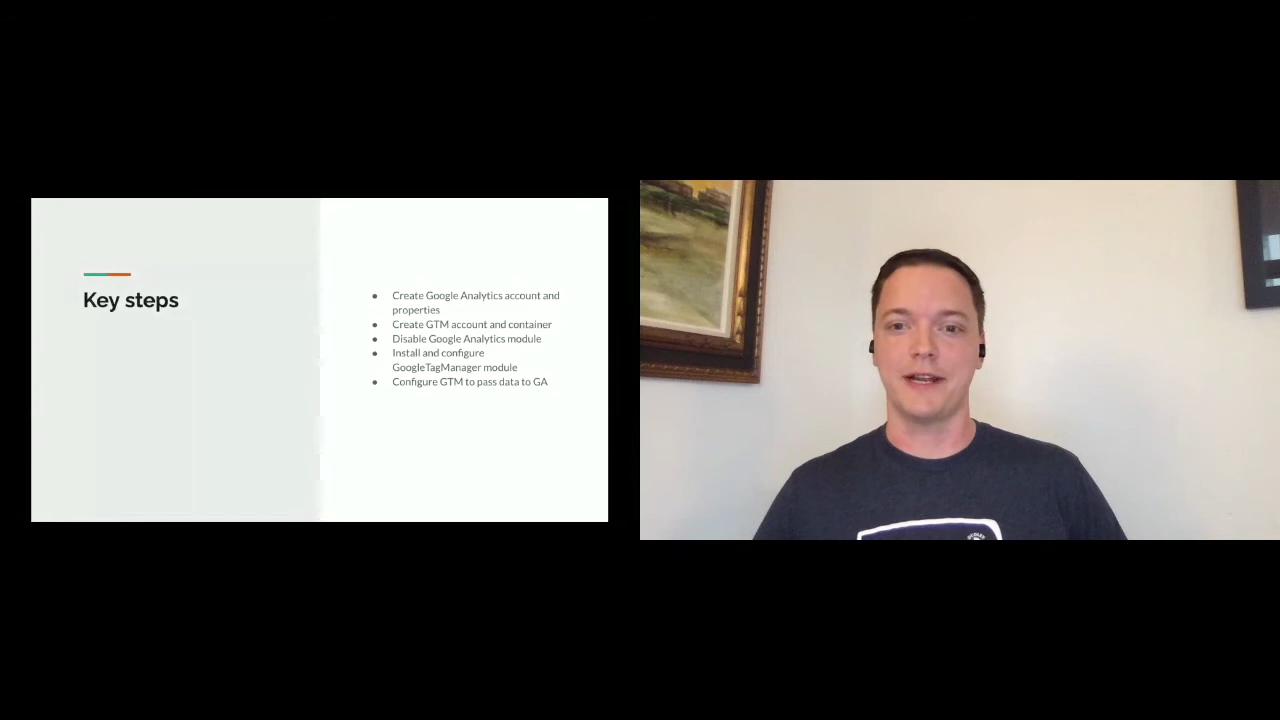 Key steps
● Create Google Analytics account and
properties
● Create GTM account and container
● Disable Google Analytics module
● Install and configure
GoogleTagManager module
● Configure GTM to pass data to GA